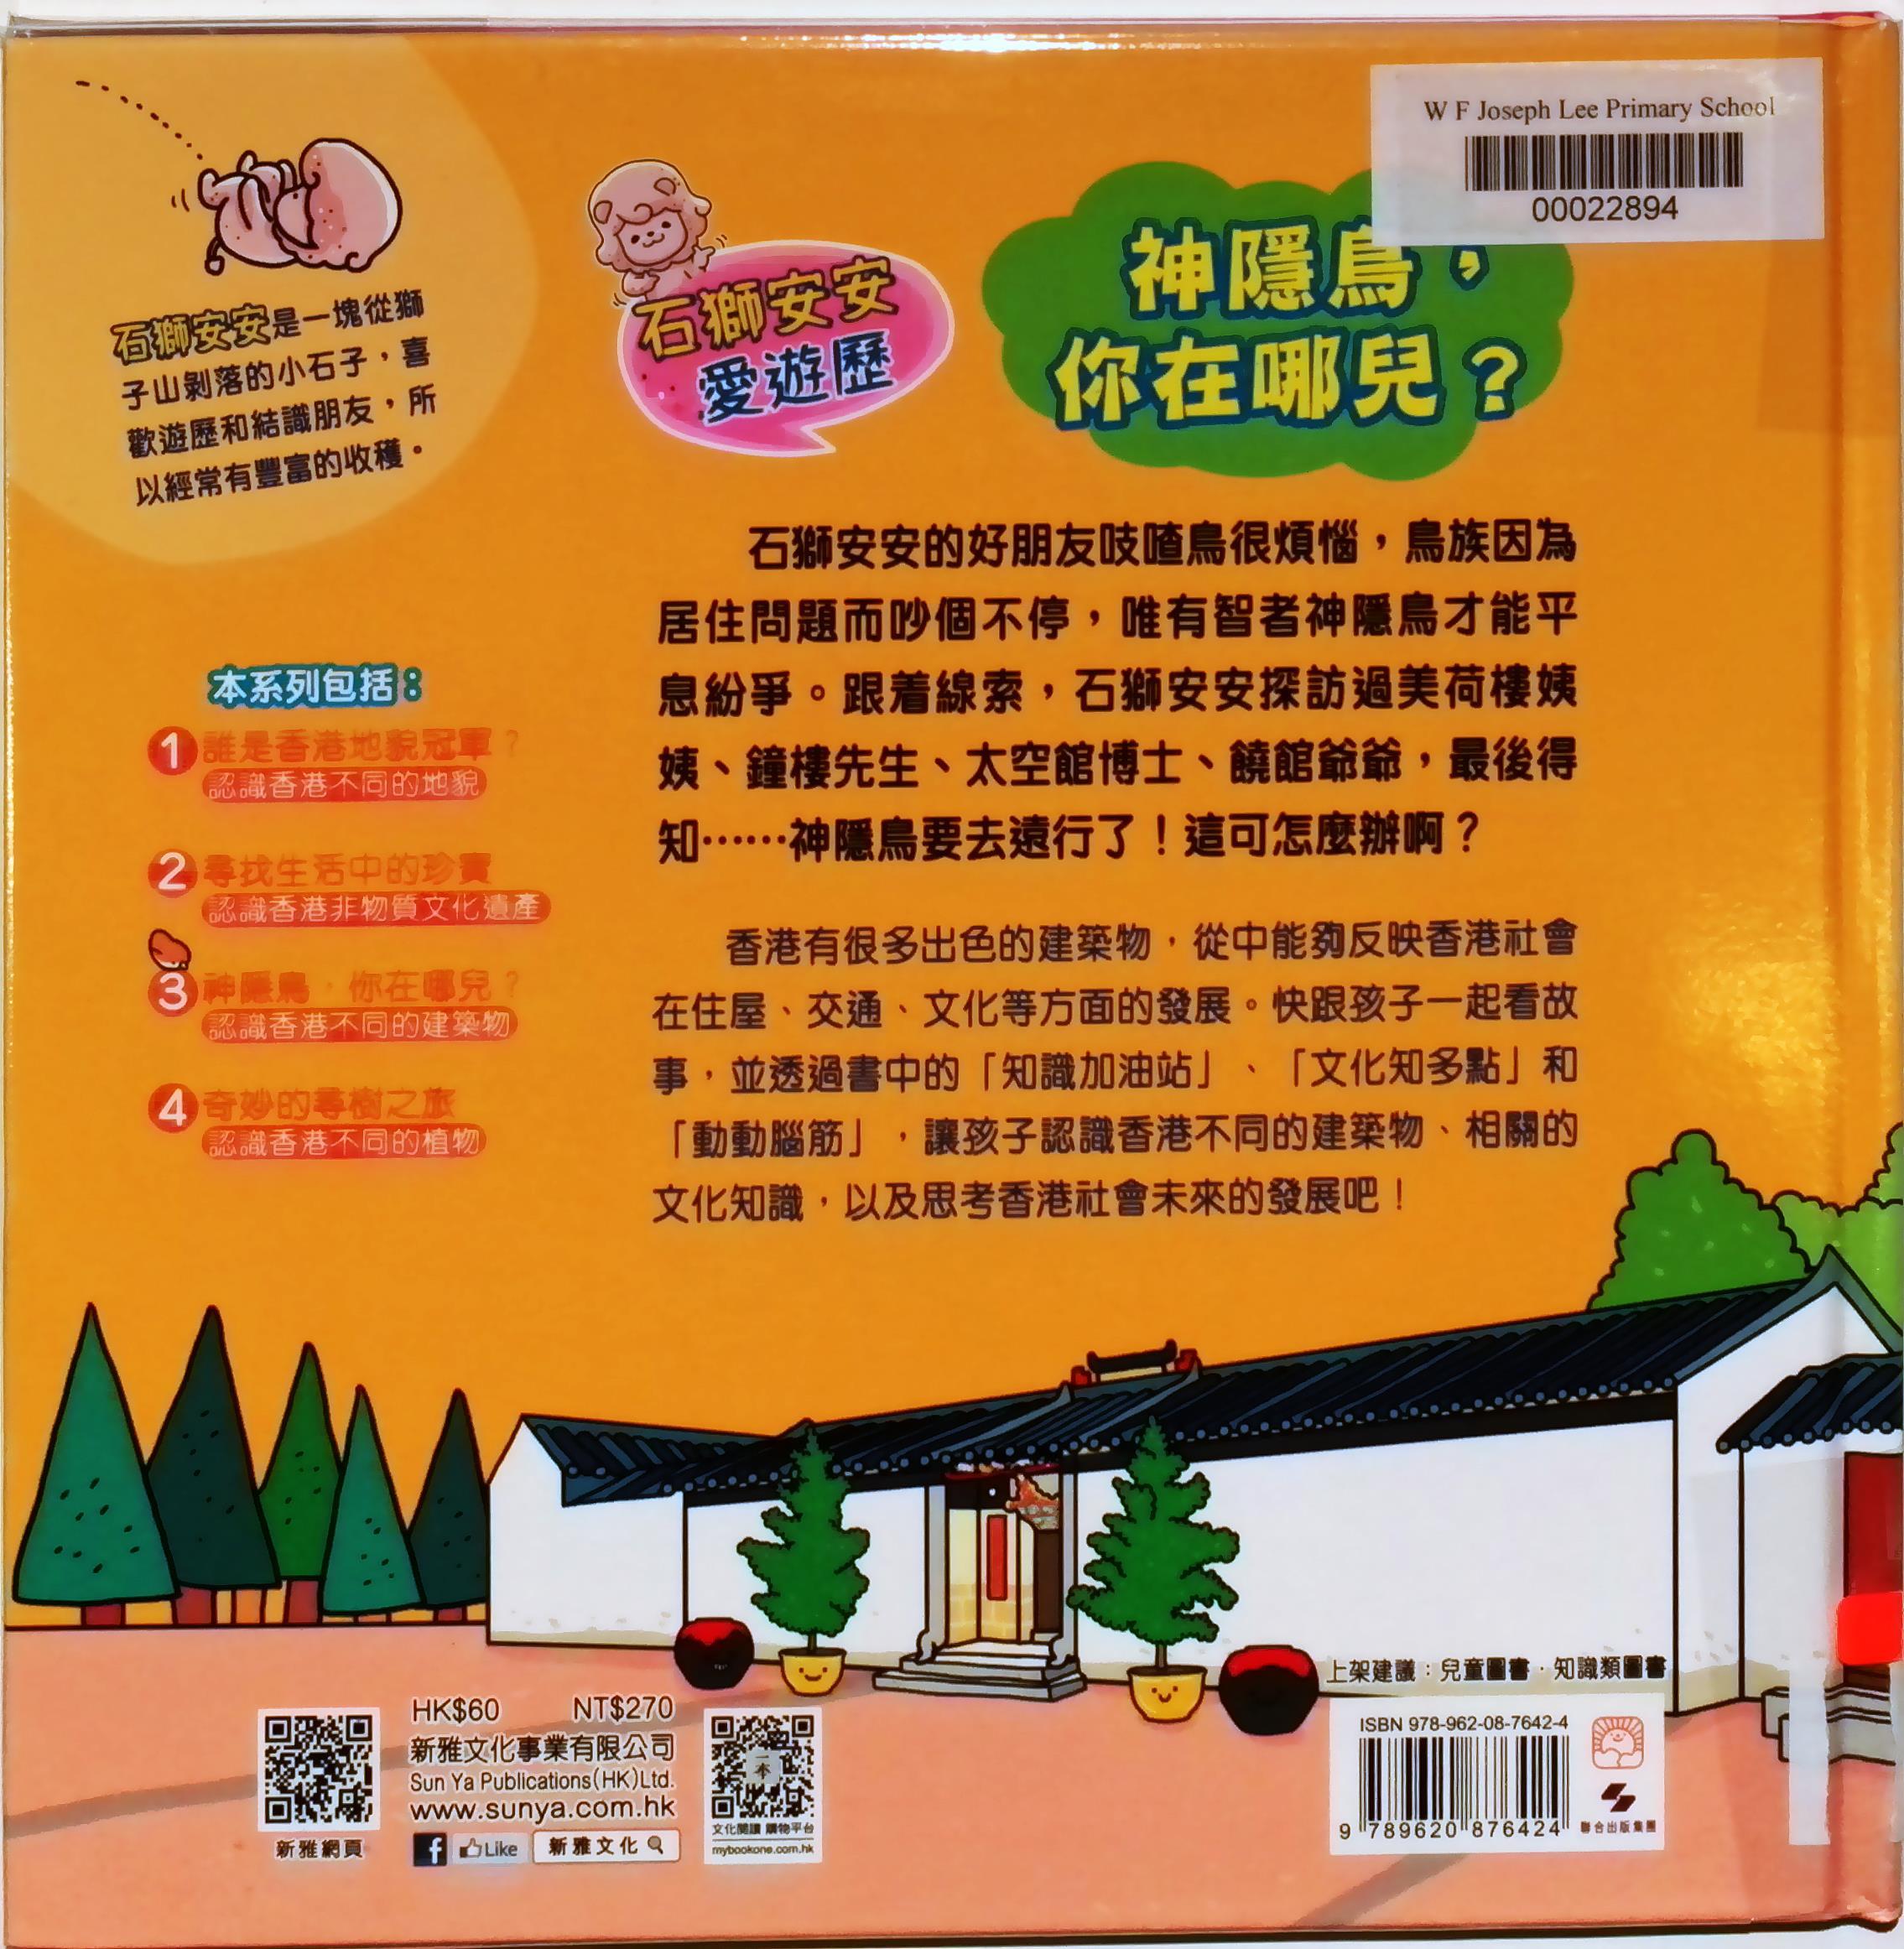 W F Joseph Lee Primary School
00022894
石獅安安是一塊從獅
子山剝落的小石子，喜
歡遊歷和結識朋友，所
以經常有豐富的收穫。
石獅安安
愛遊歷
神隱鳥，
你在哪兒？
石獅安安的好朋友吱喳鳥很煩惱，鳥族因為
居住問題而吵個不停，唯有智者神隱鳥才能平
息紛爭。跟着線索，石獅安安探訪過美荷樓姨
姨、鐘樓先生、太空館博士、饒館爺爺，最後得
知……神隱鳥要去遠行了！這可怎麼辦啊？
香港有很多出色的建築物，從中能夠反映香港社會
在住屋、交通、文化等方面的發展。快跟孩子一起看故
事，並透過書中的「知識加油站」、「文化知多點」和
「動動腦筋」，讓孩子認識香港不同的建築物、相關的
文化知識，以及思考香港社會未來的發展吧！
本系列包括：
1 誰是香港地貌冠軍？
認識香港不同的地貌
2 尋找生活中的珍寶
認識香港非物質文化遺產
3 神隱鳥，你在哪兒？
認識香港不同的建築物
4 奇妙的尋樹之旅
認識香港不同的植物
新雅網頁
HK$60 NT$270
新雅文化事業有限公司
Sun Ya Publications(HK)Ltd.
www.sunya.com.hk
f Like 新雅文化
一本
文化閱讀 購物平台
mybookone.com.hk
上架建議：兒童圖書．知識類圖書
ISBN 978-962-08-7642-4
9 789620 876424
聯合出版集團